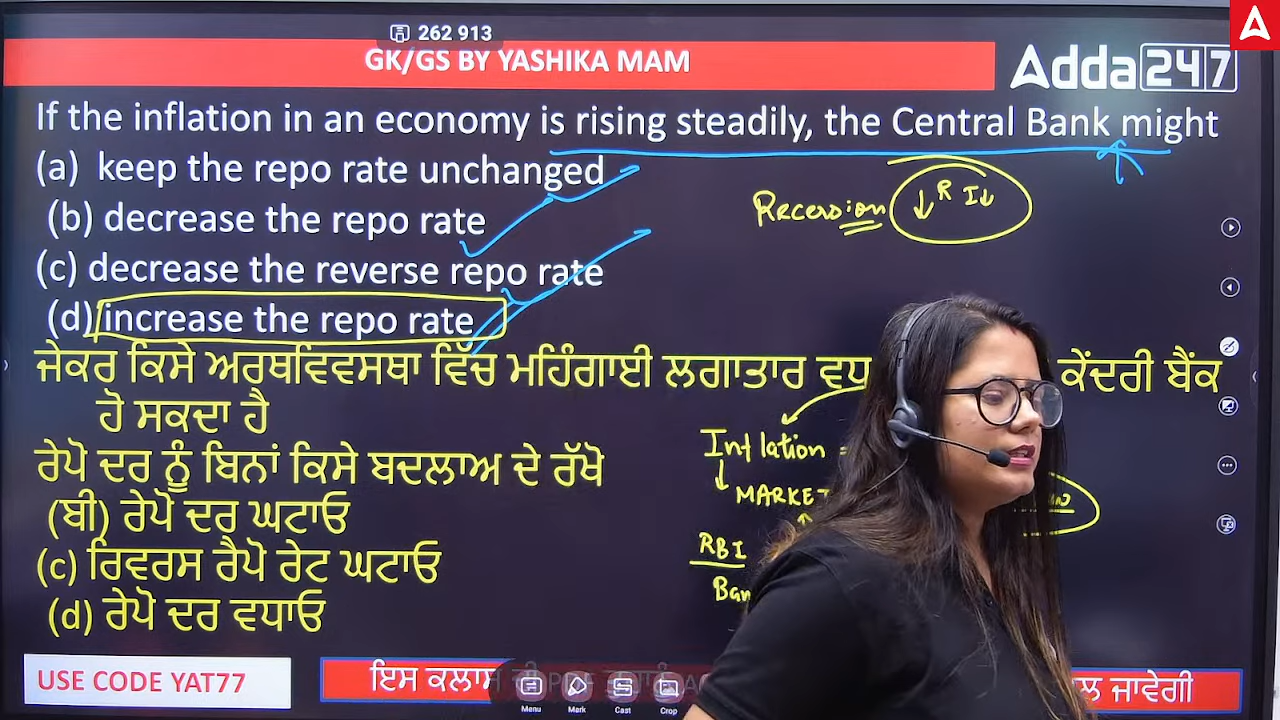 262 913
GK/GS BY YASHIKA MAM
Adda 247
A
If the inflation in an economy is rising steadily, the Central Bank might
(a) keep the repo rate unchanged
(b) decrease the repo rate
(c) decrease the reverse repo rate
(d) increase the repo rate
Recession ↓ R I↓
ਜੇਕਰ ਕਿਸੇ ਅਰਥਵਿਵਸਥਾ ਵਿੱਚ ਮਹਿੰਗਾਈ ਲਗਾਤਾਰ ਵਧ ਕੇਂਦਰੀ ਬੈਂਕ
ਹੋ ਸਕਦਾ ਹੈ
ਰੇਪੋ ਦਰ ਨੂੰ ਬਿਨਾਂ ਕਿਸੇ ਬਦਲਾਅ ਦੇ ਰੱਖੋ
(ਬੀ) ਰੇਪੋ ਦਰ ਘਟਾਓ
(c) ਰਿਵਰਸ ਰੈਪੋ ਰੇਟ ਘਟਾਓ
(d) ਰੇਪੋ ਦਰ ਵਧਾਓ
Inflation =
MARKET
RBI
USE CODE YAT77
ਇਸ ਕਲਾਸ ਜਾਵੇਗੀ
Menu Mark Cast Crop